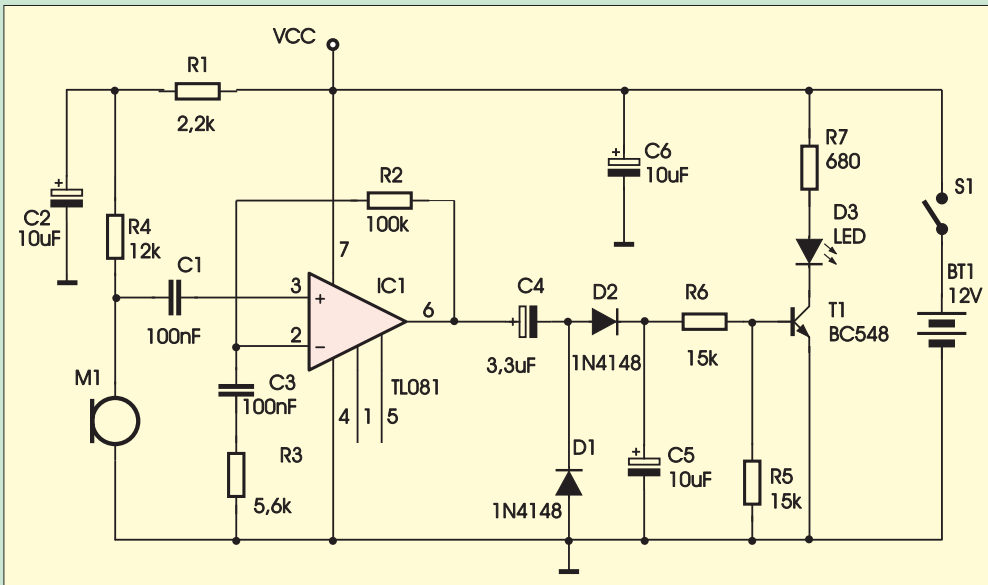 VCC
R1
2,2k
C2
10uF
R4
12k
C1
100nF
M1
R2
100k
7
3
+
2
−
IC1
6
TL081
4
1
5
C3
100nF
R3
5,6k
C4
+
3,3uF
D2
1N4148
D1
1N4148
R6
15k
C5
+
10uF
R5
15k
C6
+
10uF
R7
680
D3
LED
T1
BC548
S1
BT1
12V
+